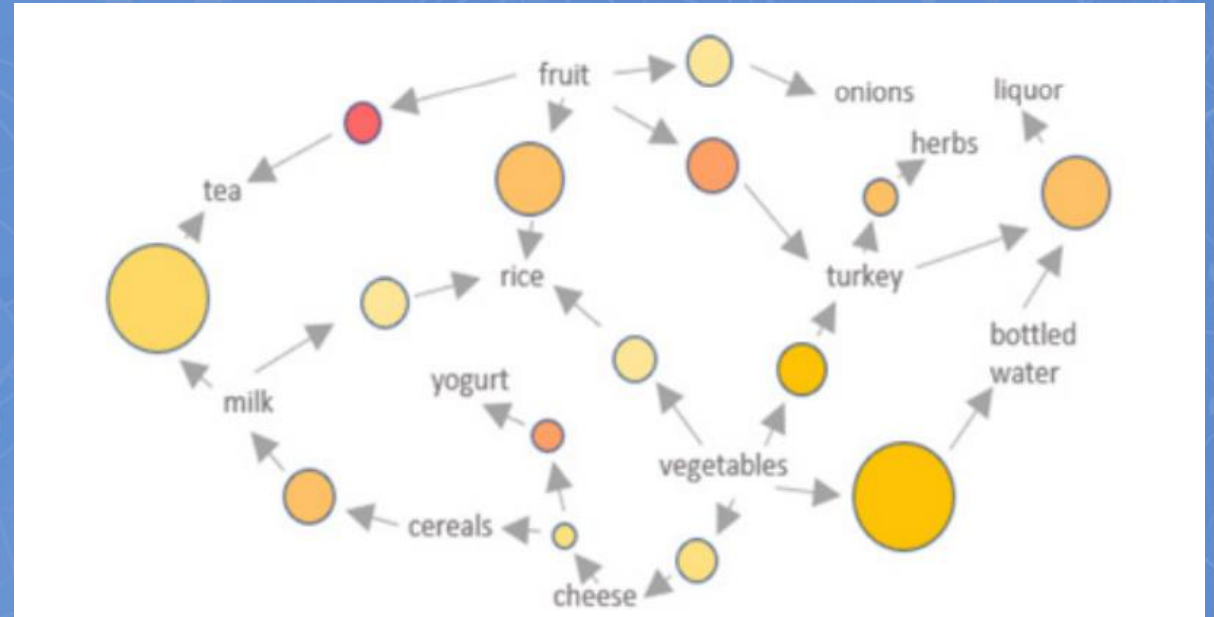 fruit
onions
liquor
herbs
tea
rice
turkey
bottled
water
yogurt
milk
vegetables
cereals
cheese